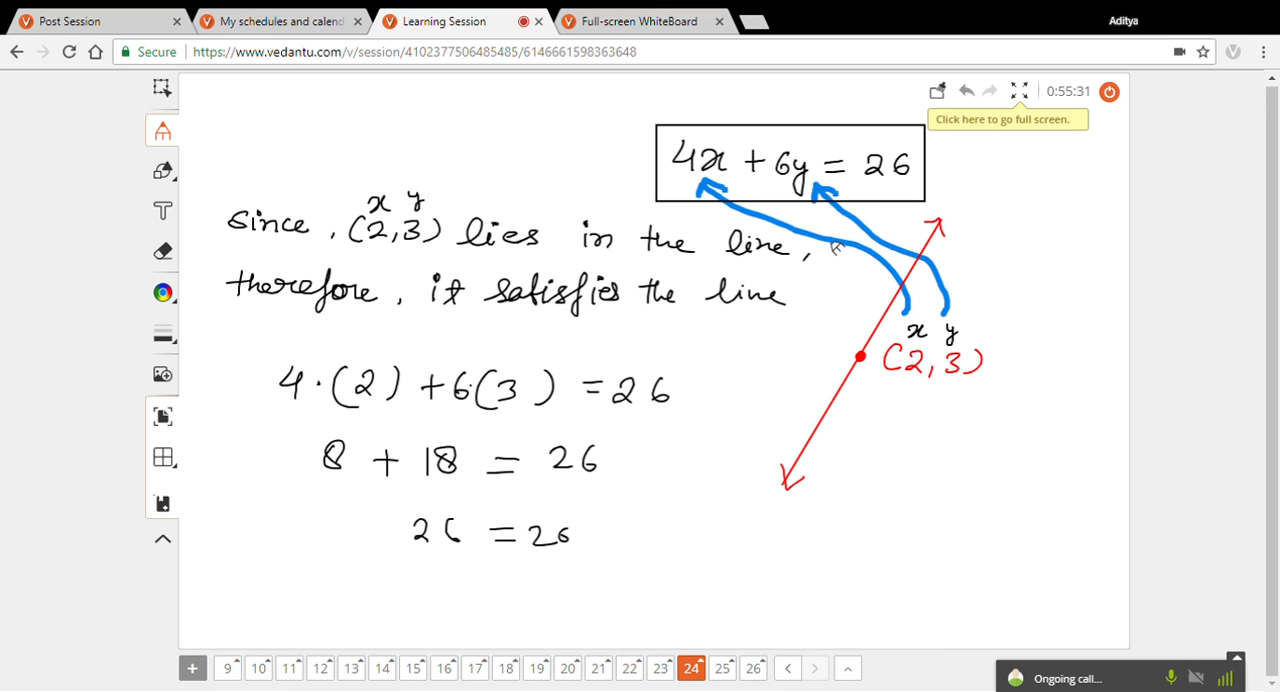 Post Session
My schedules and calend
Learning Session
Full-screen WhiteBoard
Aditya
Secure
https://www.vedantu.com/v/session/4102377506485485/6146661598363648
0:55:31
Click here to go full screen.
4x + 6y = 26
x y
Since, (2,3) lies in the line,
therefore, it satisfies the line
x y
(2,3)
4·(2) + 6·(3) = 26
8 + 18 = 26
26 = 26
9 10 11 12 13 14 15 16 17 18 19 20 21 22 23 24 25 26
Ongoing call...